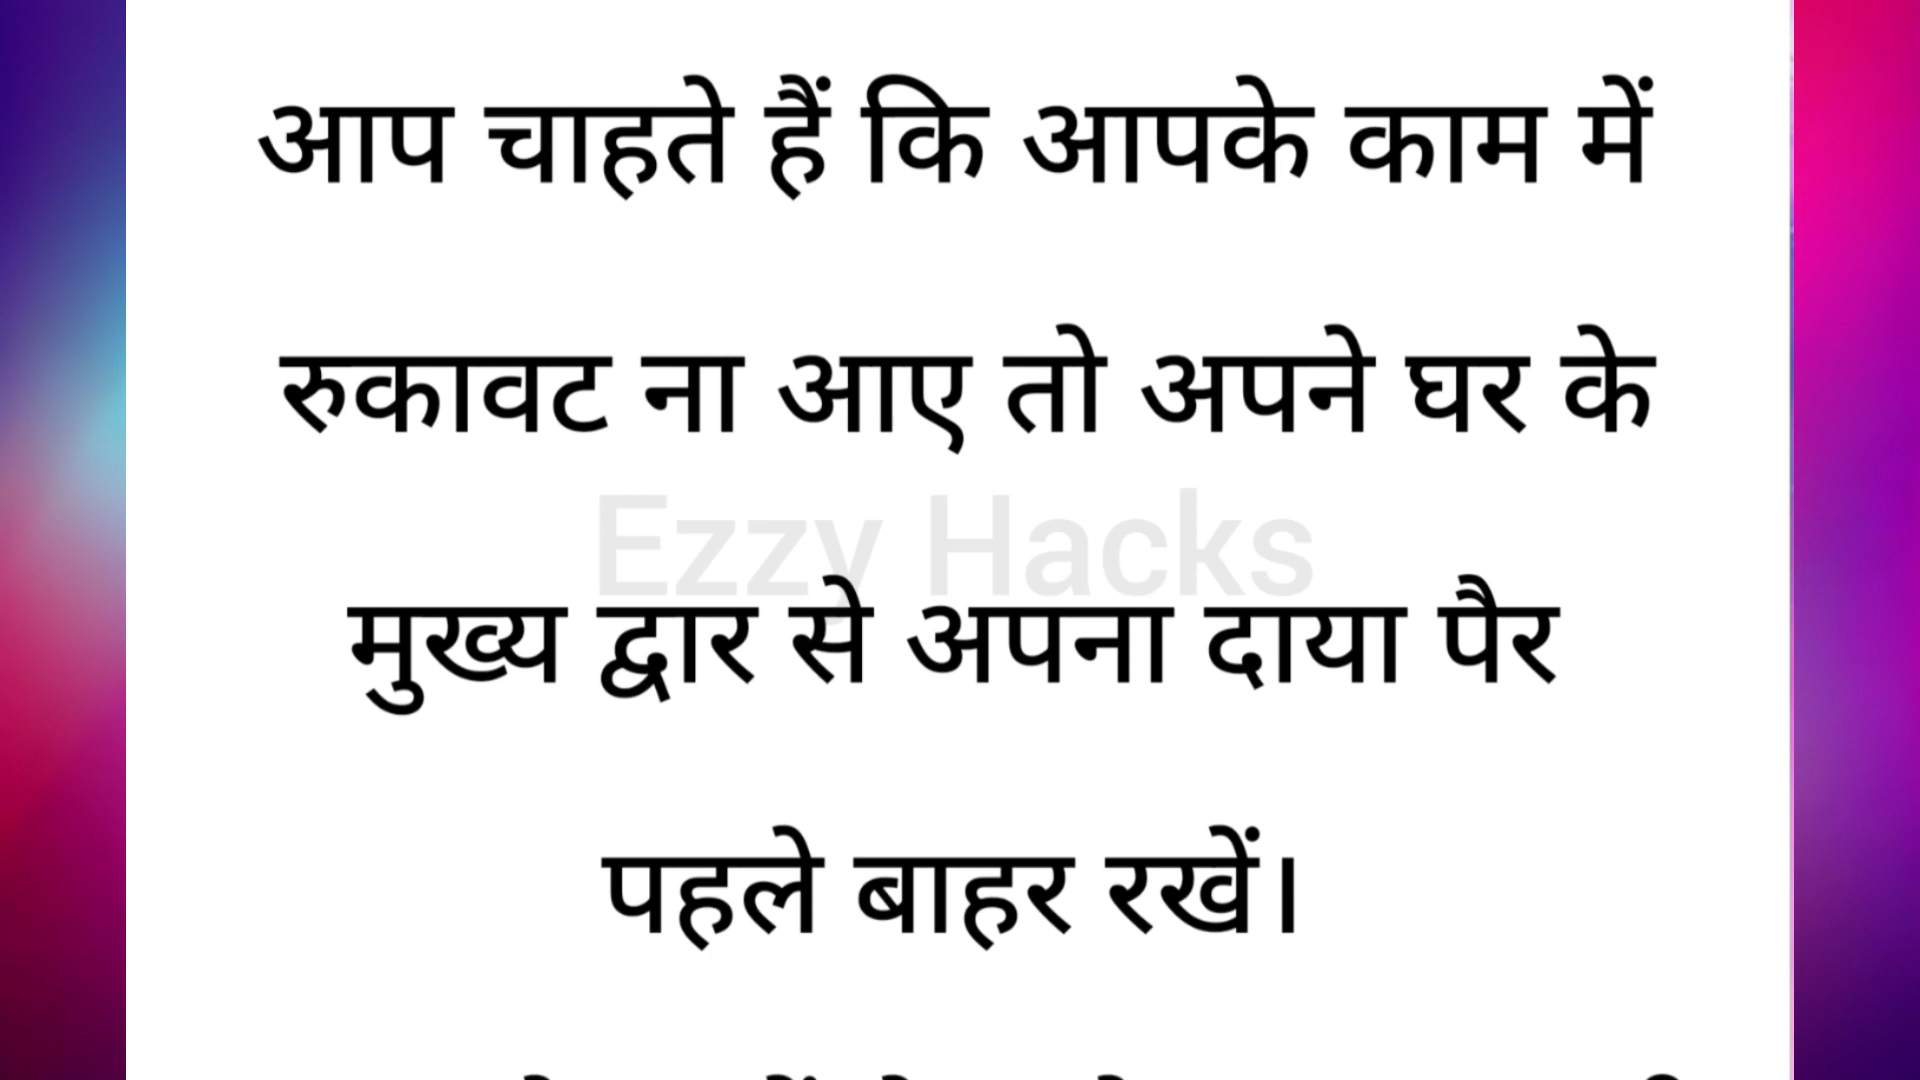 आप चाहते हैं कि आपके काम में
रुकावट ना आए तो अपने घर के
Ezzy Hacks
मुख्य द्वार से अपना दाया पैर
पहले बाहर रखें।